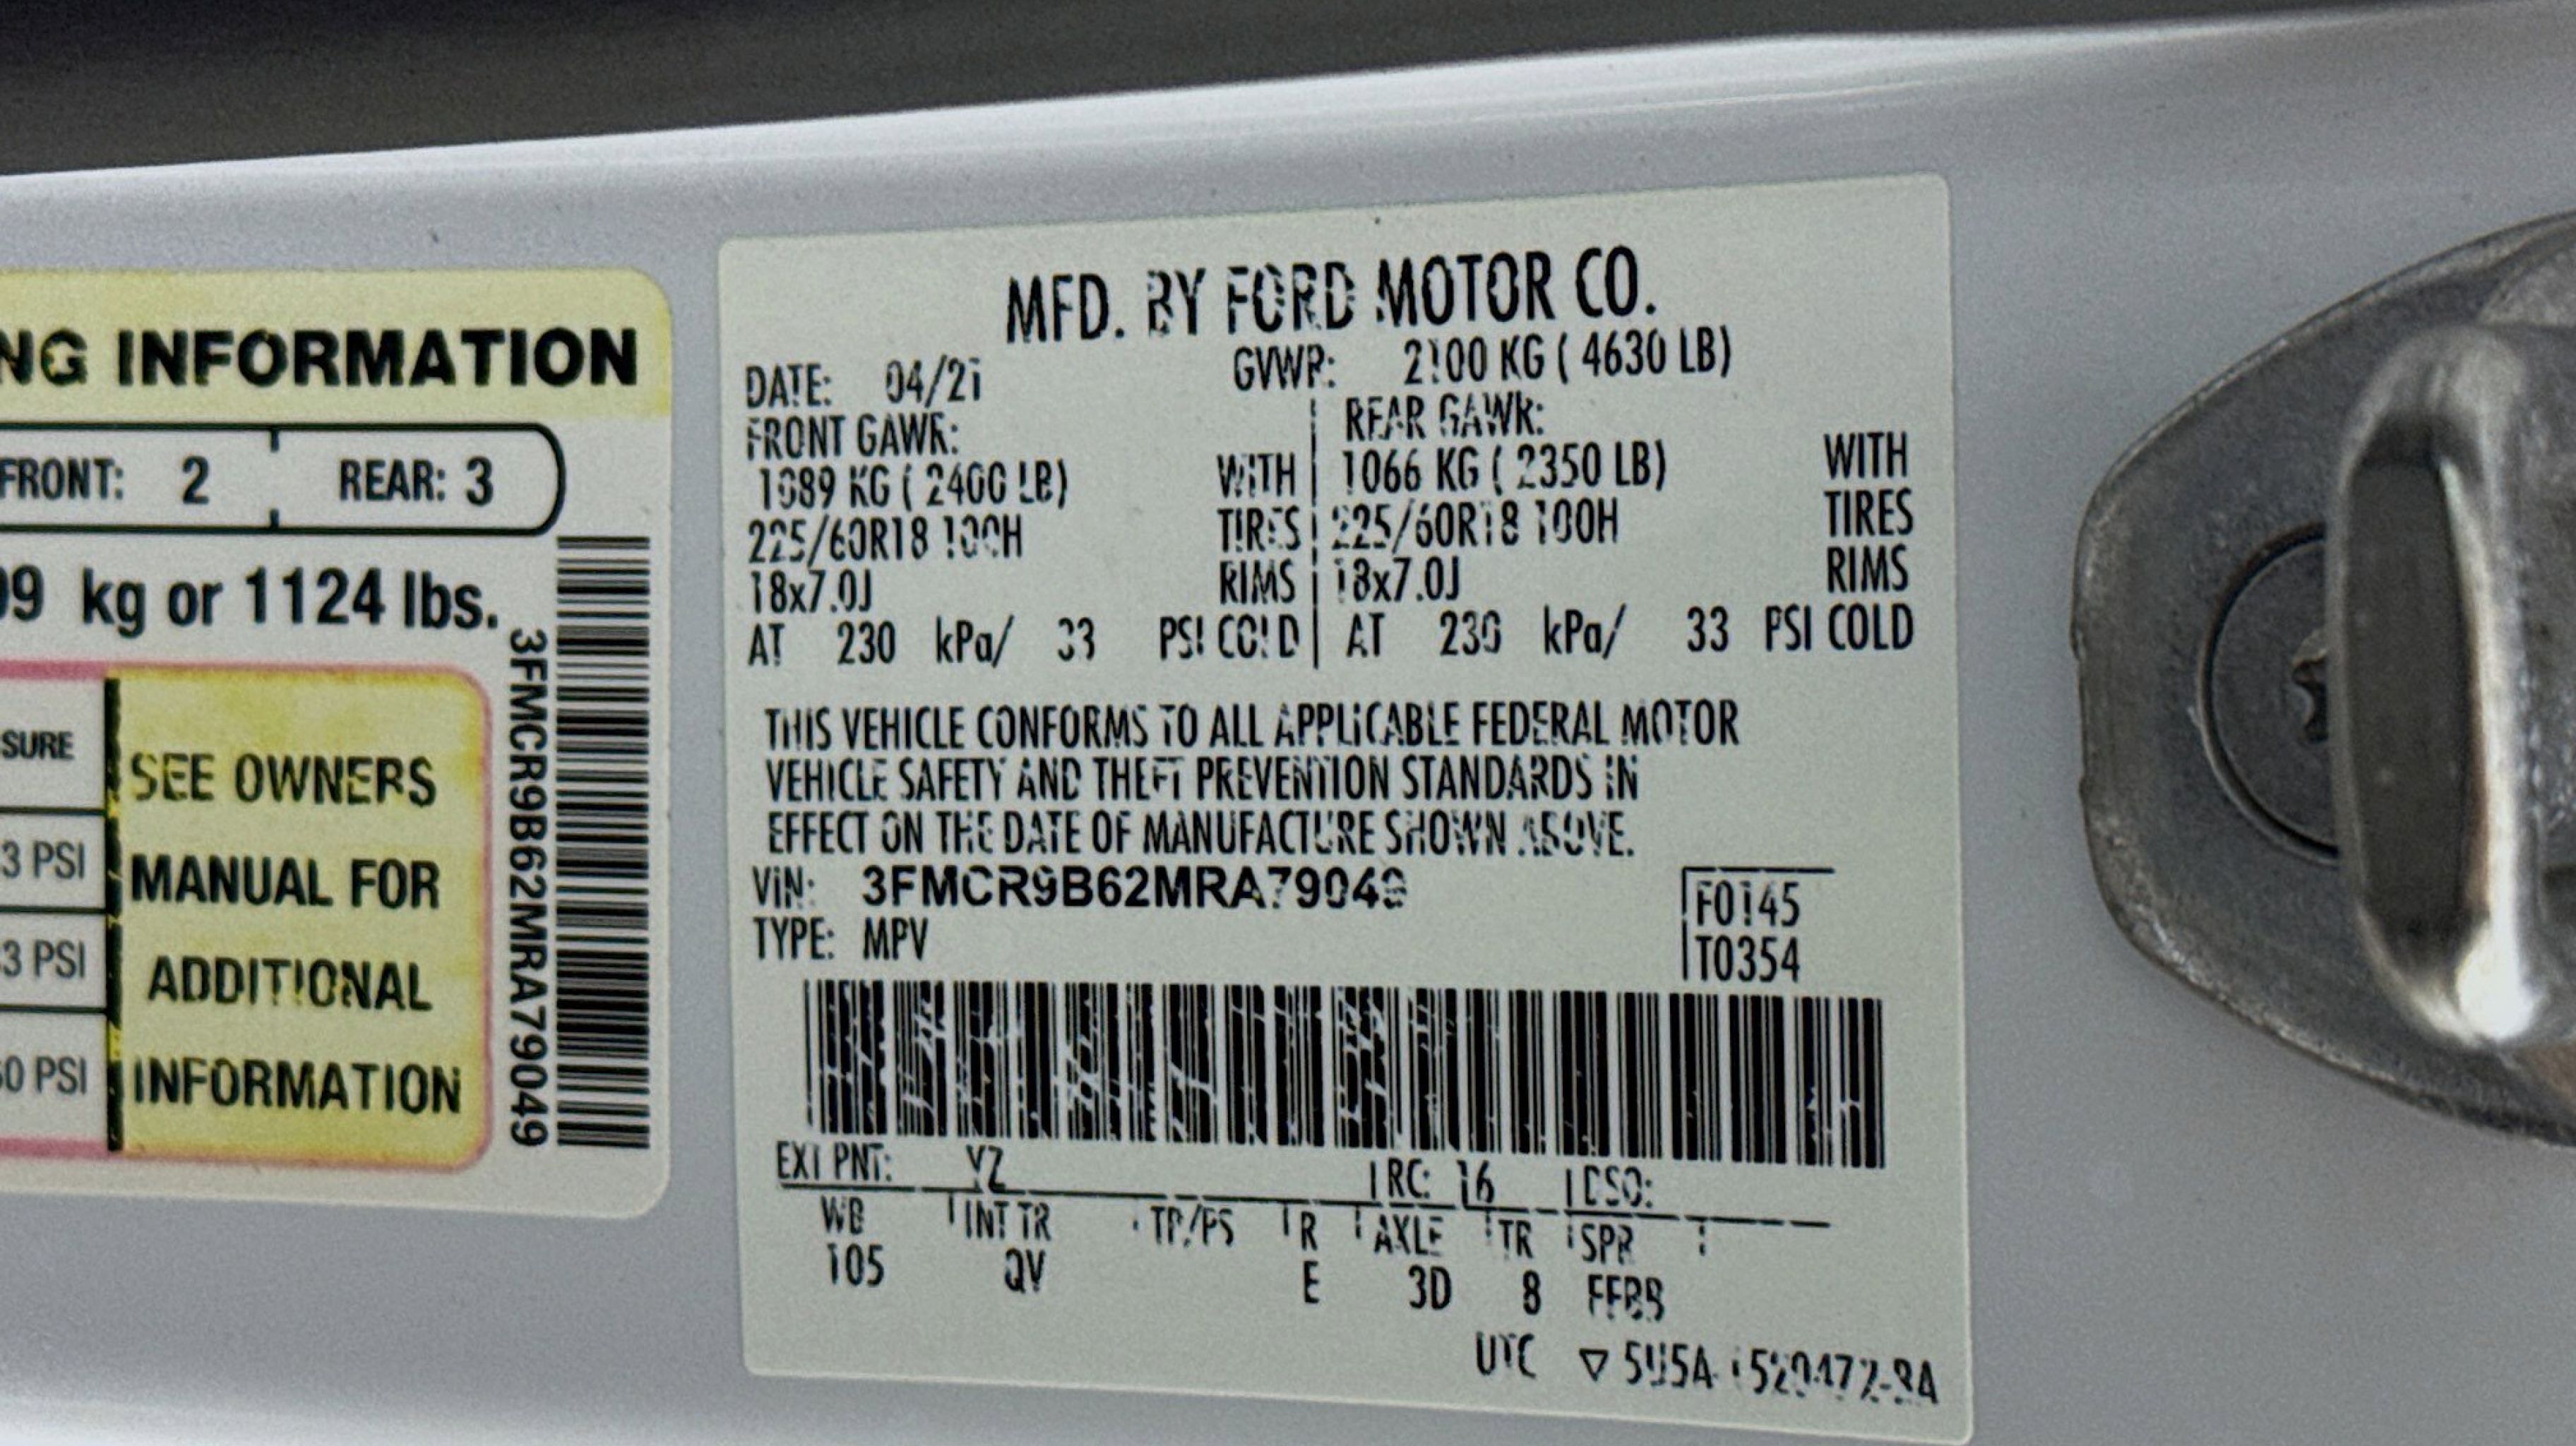 NG INFORMATION
FRONT: 2 REAR: 3
99 kg or 1124 lbs.
SURE
3 PSI
3 PSI
60 PSI
SEE OWNERS
MANUAL FOR
ADDITIONAL
INFORMATION
3FMCR9B62MRA79049
MFD. BY FORD MOTOR CO.
DATE: 04/21 GVWR: 2100 KG ( 4630 LB)
FRONT GAWR: REAR GAWR:
1089 KG ( 2400 LB) WITH 1066 KG ( 2350 LB) WITH
225/60R18 100H TIRES 225/60R18 100H TIRES
18x7.0J RIMS 18x7.0J RIMS
AT 230 kPa/ 33 PSI COLD AT 230 kPa/ 33 PSI COLD
THIS VEHICLE CONFORMS TO ALL APPLICABLE FEDERAL MOTOR
VEHICLE SAFETY AND THEFT PREVENTION STANDARDS IN
EFFECT ON THE DATE OF MANUFACTURE SHOWN ABOVE.
VIN: 3FMCR9B62MRA79049
TYPE: MPV
F0145
T0354
EXT PNT: YZ RC: 16 DSO:
WB INT TR TP/PS R AXLE TR SPR
105 QV E 3D 8 FFBB
UTC ▽